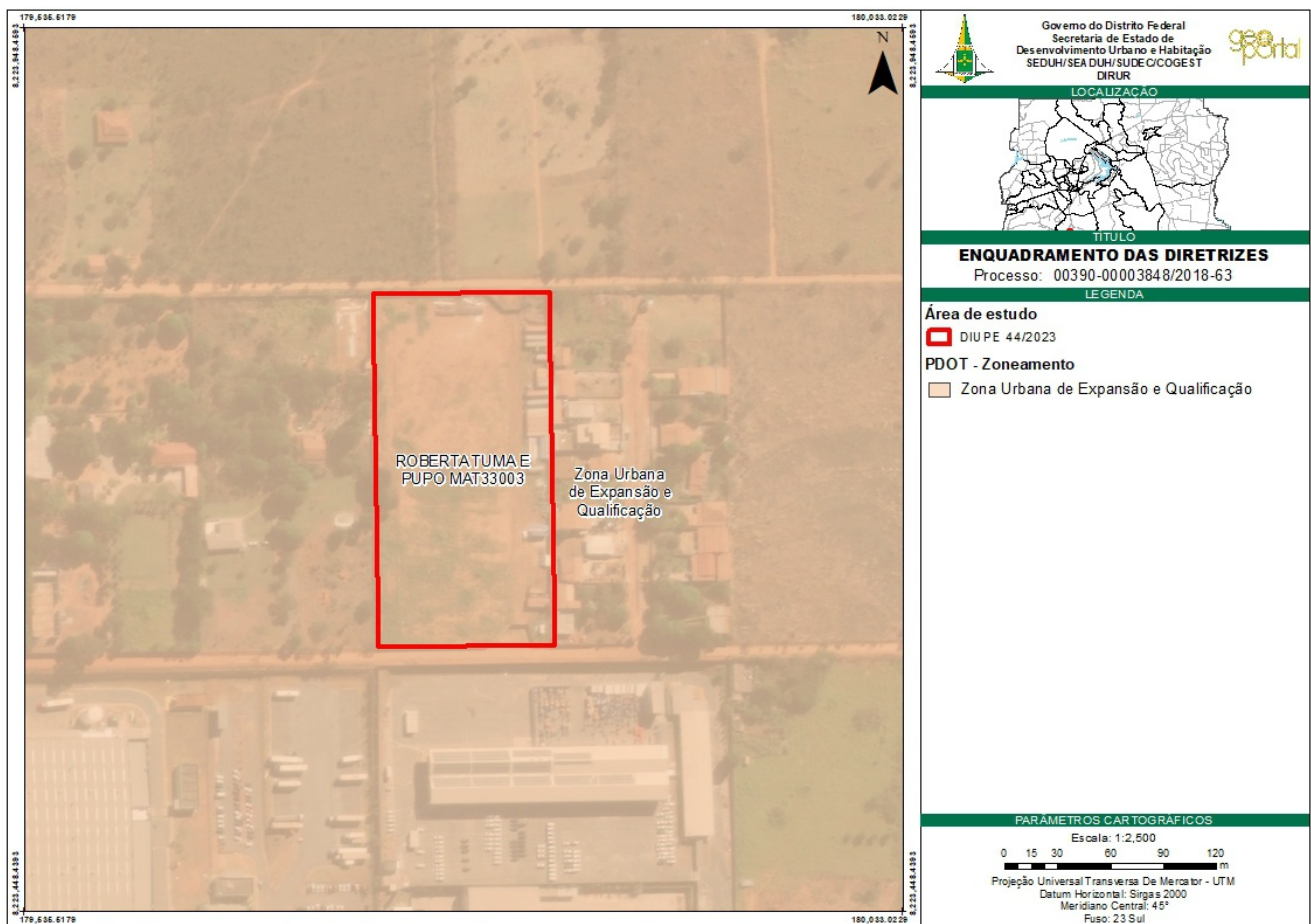 179,535.5179
180,033.0229
8,223,948.4593
8,223,948.4593
N
ROBERTA TUMA E
PUPO MAT33003
Zona Urbana
de Expansão e
Qualificação
8,223,448.4393
8,223,448.4393
179,535.5179
180,033.0229
Governo do Distrito Federal
Secretaria de Estado de
Desenvolvimento Urbano e Habitação
SEDUH/SEADUH/SUDEC/COGEST
DIRUR
geoportal
LOCALIZAÇÃO
TÍTULO
ENQUADRAMENTO DAS DIRETRIZES
Processo: 00390-00003848/2018-63
LEGENDA
Área de estudo
DIUPE 44/2023
PDOT - Zoneamento
Zona Urbana de Expansão e Qualificação
PARÂMETROS CARTOGRÁFICOS
Escala: 1:2,500
0 15 30 60 90 120
m
Projeção Universal Transversa De Mercator - UTM
Datum Horizontal: Sirgas 2000
Meridiano Central: 45°
Fuso: 23 Sul